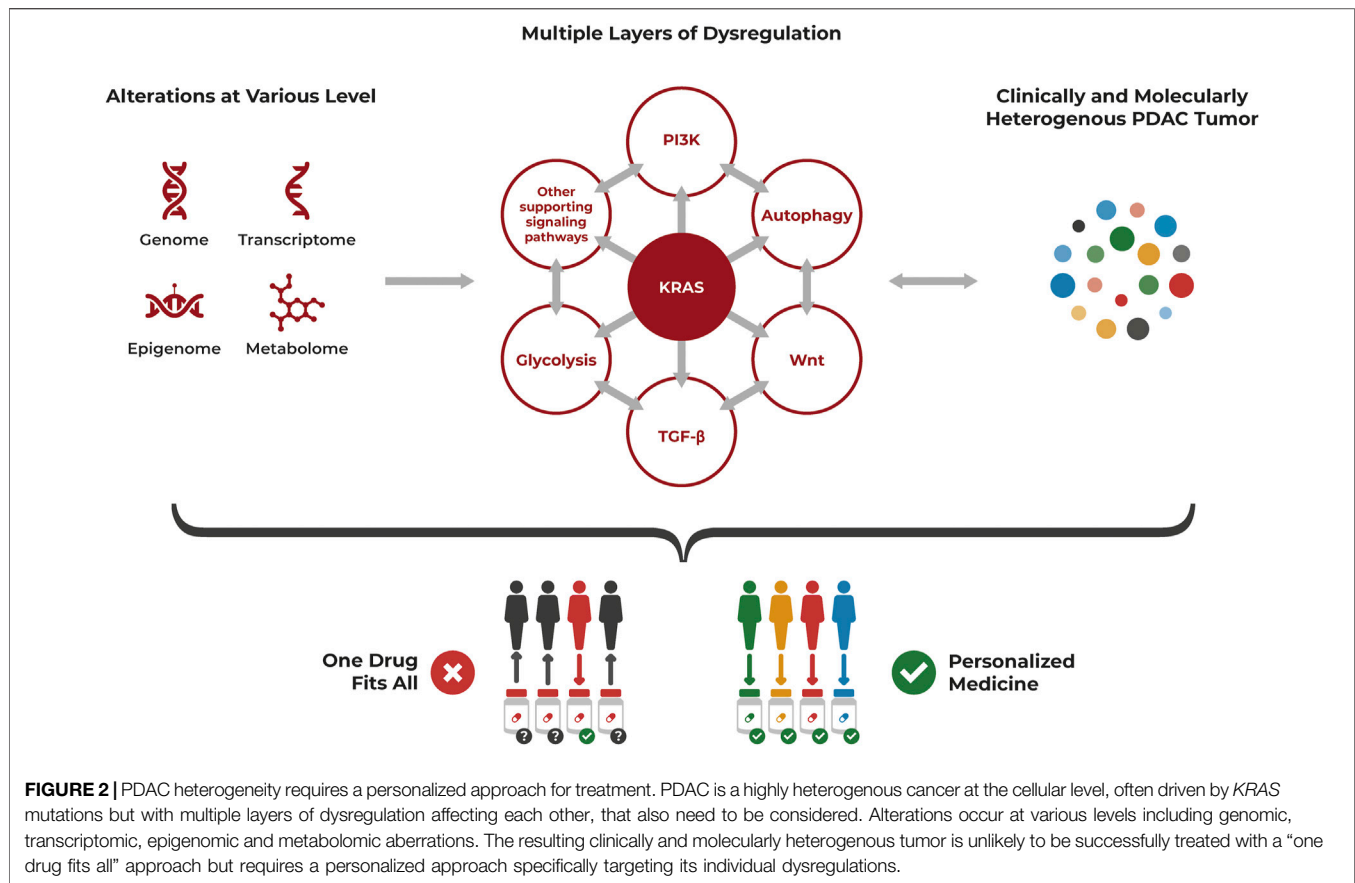 Multiple Layers of Dysregulation
Alterations at Various Level
Genome
Transcriptome
Epigenome
Metabolome
PI3K
Other
supporting
signaling
pathways
Autophagy
KRAS
Glycolysis
Wnt
TGF-β
Clinically and Molecularly
Heterogenous PDAC Tumor
One Drug
Fits All
? ? ?
Personalized
Medicine
FIGURE 2 | PDAC heterogeneity requires a personalized approach for treatment. PDAC is a highly heterogenous cancer at the cellular level, often driven by KRAS
mutations but with multiple layers of dysregulation affecting each other, that also need to be considered. Alterations occur at various levels including genomic,
transcriptomic, epigenomic and metabolomic aberrations. The resulting clinically and molecularly heterogenous tumor is unlikely to be successfully treated with a “one
drug fits all” approach but requires a personalized approach specifically targeting its individual dysregulations.